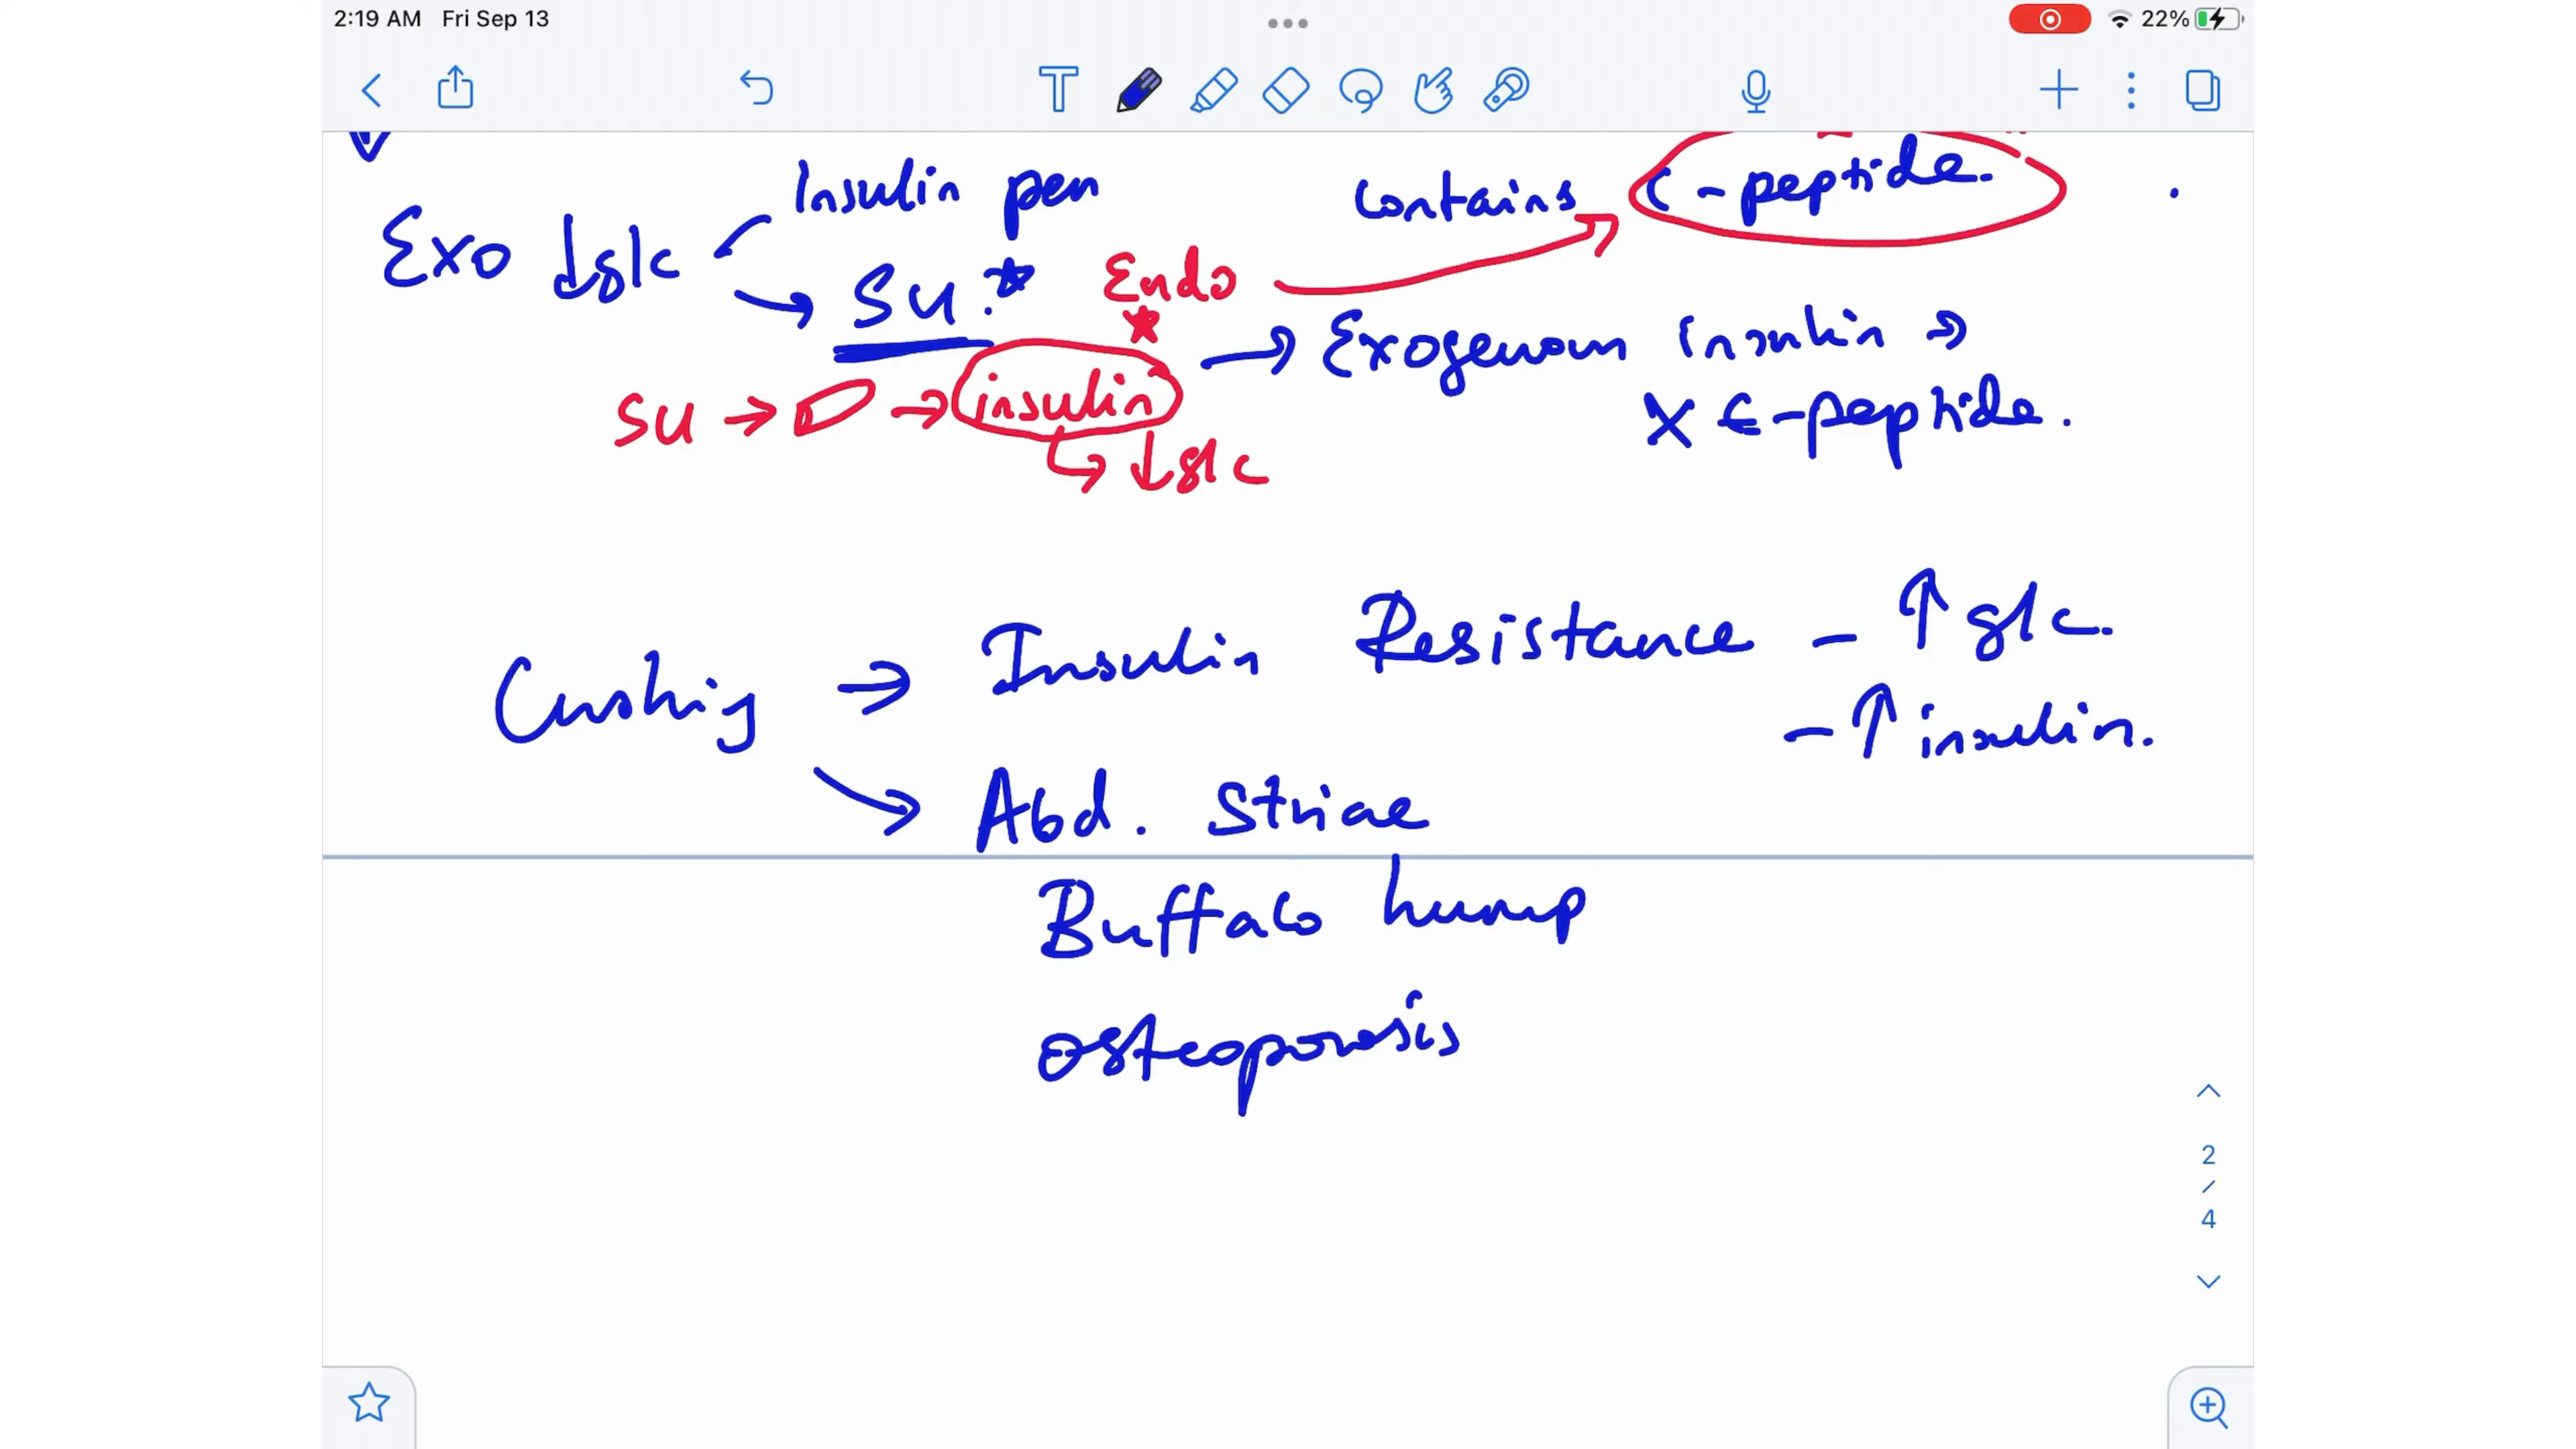 2:19 AM Fri Sep 13
22%
Insulin pen
contains C-peptide.
Exo ↓glc
SU.* Endo
→ Exogenous insulin →
SU → → insulin
X C-peptide.
↓glc
Cushing → Insulin Resistance - ↑glc.
- ↑insulin.
→ Abd. Striae
Buffalo hump
Osteoporosis
2
/
4